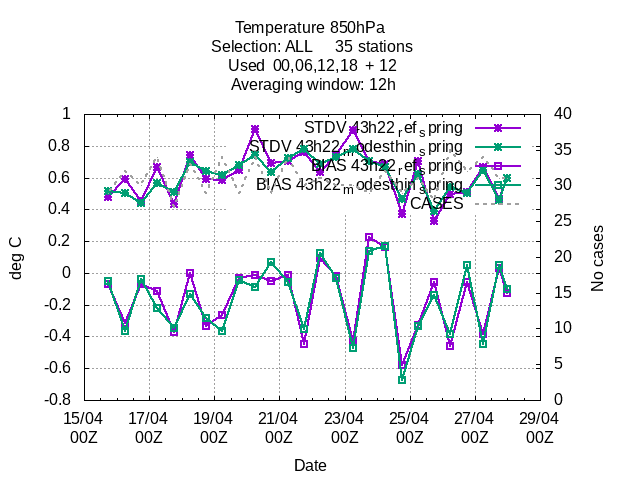 Temperature 850hPa
Selection: ALL 35 stations
Used 00,06,12,18 + 12
Averaging window: 12h
STDV 43h22_ref_spring
STDV 43h22_modesthin_spring
BIAS 43h22_ref_spring
BIAS 43h22_modesthin_spring
CASES
1
0.8
0.6
0.4
0.2
0
-0.2
-0.4
-0.6
-0.8
deg C
40
35
30
25
20
15
10
5
0
No cases
15/04 17/04 19/04 21/04 23/04 25/04 27/04 29/04
00Z 00Z 00Z 00Z 00Z 00Z 00Z 00Z
Date